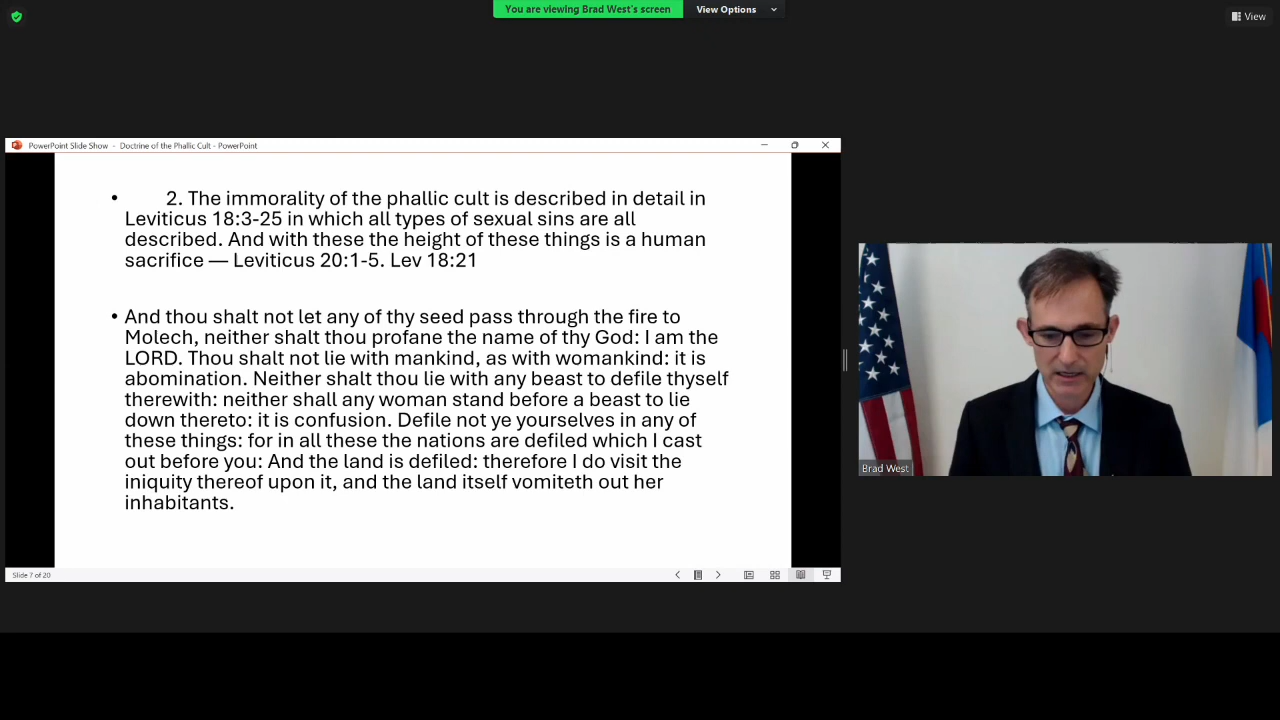 You are viewing Brad West's screen
View Options
View
PowerPoint Slide Show - Doctrine of the Phallic Cult - PowerPoint
• 2. The immorality of the phallic cult is described in detail in
Leviticus 18:3-25 in which all types of sexual sins are all
described. And with these the height of these things is a human
sacrifice — Leviticus 20:1-5. Lev 18:21
• And thou shalt not let any of thy seed pass through the fire to
Molech, neither shalt thou profane the name of thy God: I am the
LORD. Thou shalt not lie with mankind, as with womankind: it is
abomination. Neither shalt thou lie with any beast to defile thyself
therewith: neither shall any woman stand before a beast to lie
down thereto: it is confusion. Defile not ye yourselves in any of
these things: for in all these the nations are defiled which I cast
out before you: And the land is defiled: therefore I do visit the
iniquity thereof upon it, and the land itself vomiteth out her
inhabitants.
Slide 7 of 20
Brad West